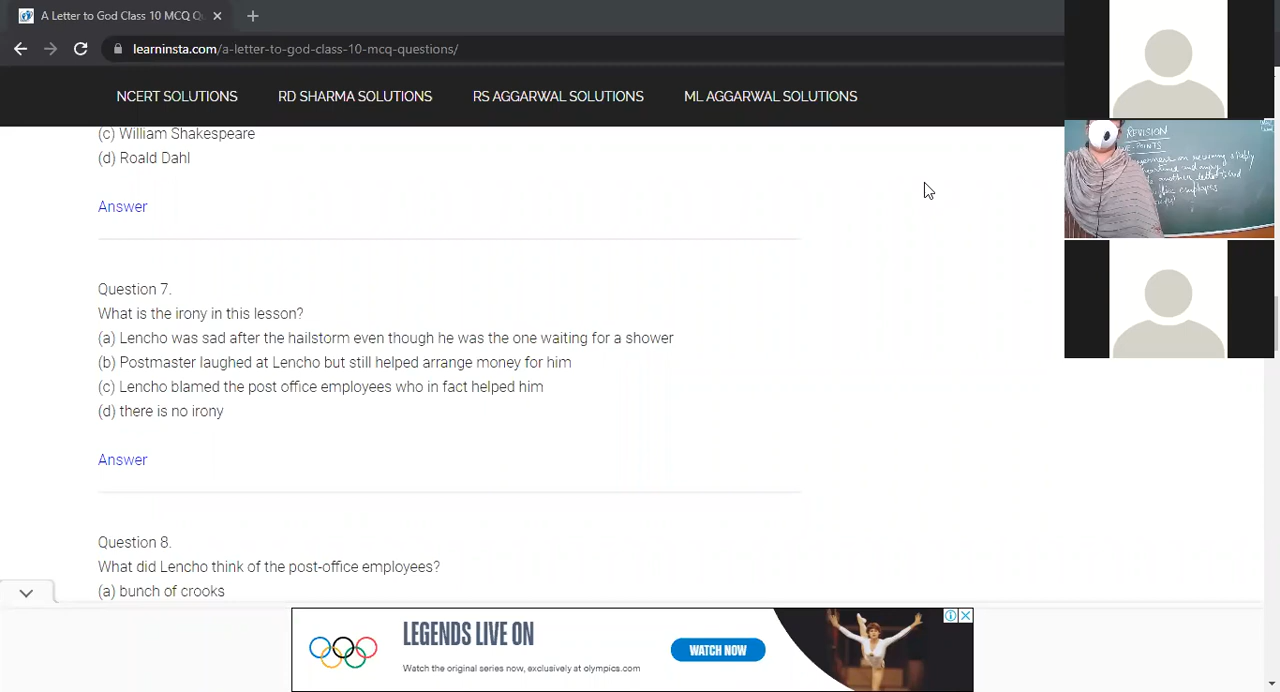 A Letter to God Class 10 MCQ Q
learninsta.com/a-letter-to-god-class-10-mcq-questions/
NCERT SOLUTIONS RD SHARMA SOLUTIONS RS AGGARWAL SOLUTIONS ML AGGARWAL SOLUTIONS
(c) William Shakespeare
(d) Roald Dahl
Answer
Question 7.
What is the irony in this lesson?
(a) Lencho was sad after the hailstorm even though he was the one waiting for a shower
(b) Postmaster laughed at Lencho but still helped arrange money for him
(c) Lencho blamed the post office employees who in fact helped him
(d) there is no irony
Answer
Question 8.
What did Lencho think of the post-office employees?
(a) bunch of crooks
LEGENDS LIVE ON
Watch the original series now, exclusively at olympics.com
WATCH NOW
REVISION
POINTS
another letter
employees